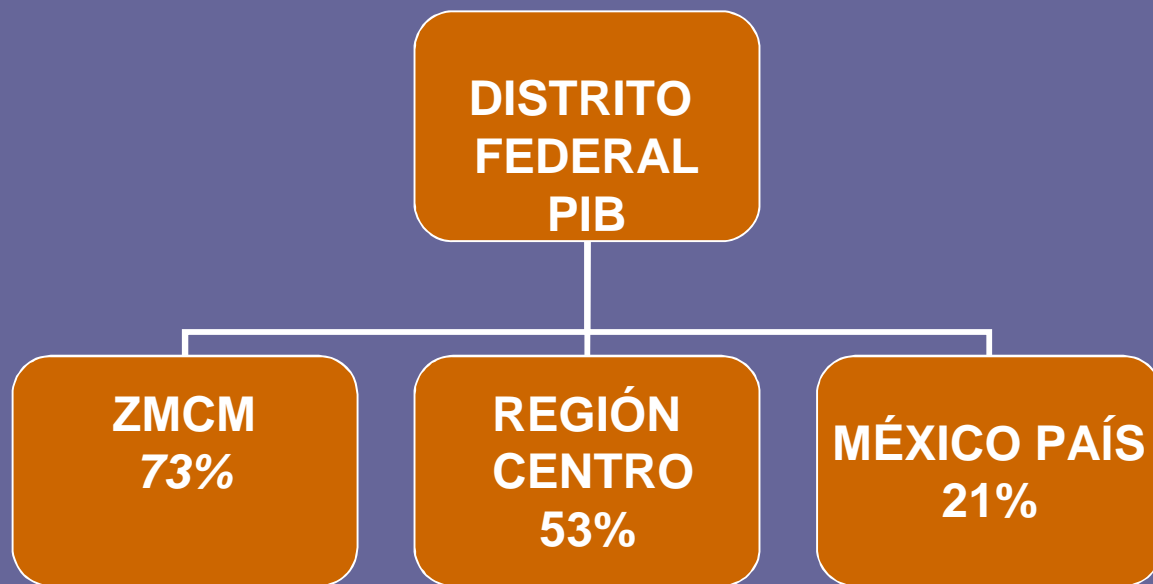 DISTRITO
FEDERAL
PIB
ZMCM
73%
REGIÓN
CENTRO
53%
MÉXICO PAÍS
21%